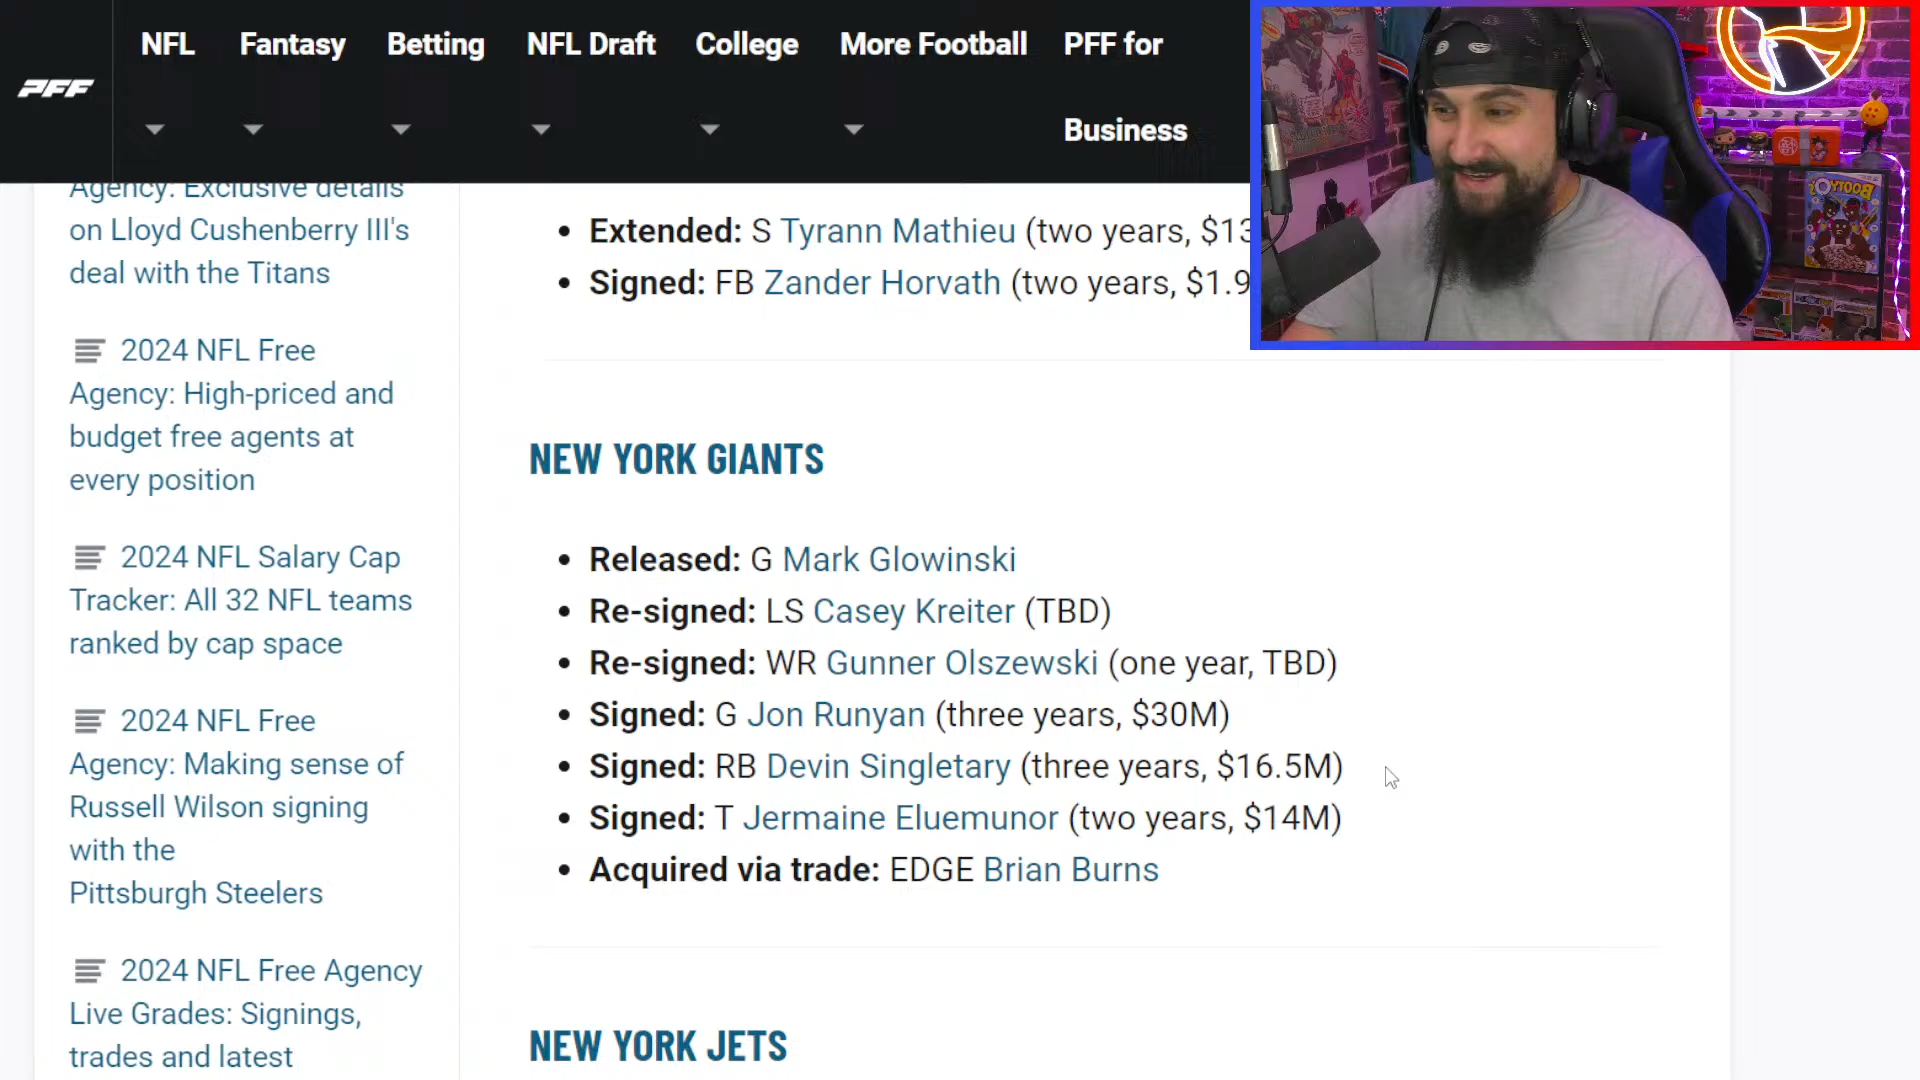 PFF
NFL
Fantasy
Betting
NFL Draft
College
More Football
PFF for
Business
Agency: Exclusive details
on Lloyd Cushenberry III's
deal with the Titans
2024 NFL Free
Agency: High-priced and
budget free agents at
every position
2024 NFL Salary Cap
Tracker: All 32 NFL teams
ranked by cap space
2024 NFL Free
Agency: Making sense of
Russell Wilson signing
with the
Pittsburgh Steelers
2024 NFL Free Agency
Live Grades: Signings,
trades and latest
• Extended: S Tyrann Mathieu (two years, $13
• Signed: FB Zander Horvath (two years, $1.9
NEW YORK GIANTS
• Released: G Mark Glowinski
• Re-signed: LS Casey Kreiter (TBD)
• Re-signed: WR Gunner Olszewski (one year, TBD)
• Signed: G Jon Runyan (three years, $30M)
• Signed: RB Devin Singletary (three years, $16.5M)
• Signed: T Jermaine Eluemunor (two years, $14M)
• Acquired via trade: EDGE Brian Burns
NEW YORK JETS